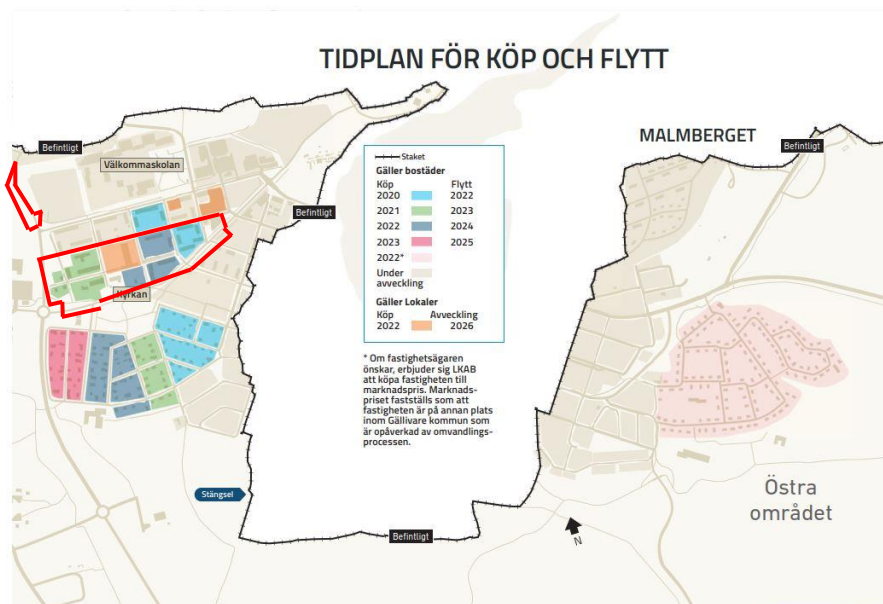 TIDPLAN FÖR KÖP OCH FLYTT
MALMBERGET
Befintligt
Befintligt
Välkommaskolan
Befintligt
Kyrkan
Staket
Gäller bostäder
Köp Flytt
2020 2022
2021 2023
2022 2024
2023 2025
2022*
Under
avveckling
Gäller Lokaler
Köp Avveckling
2022 2026
* Om fastighetsägaren
önskar, erbjuder sig LKAB
att köpa fastigheten till
marknadspris. Marknads-
priset fastställs som att
fastigheten är på annan plats
inom Gällivare kommun som
är opåverkad av omvandlings-
processen.
Stängsel
Östra
området
Befintligt
N